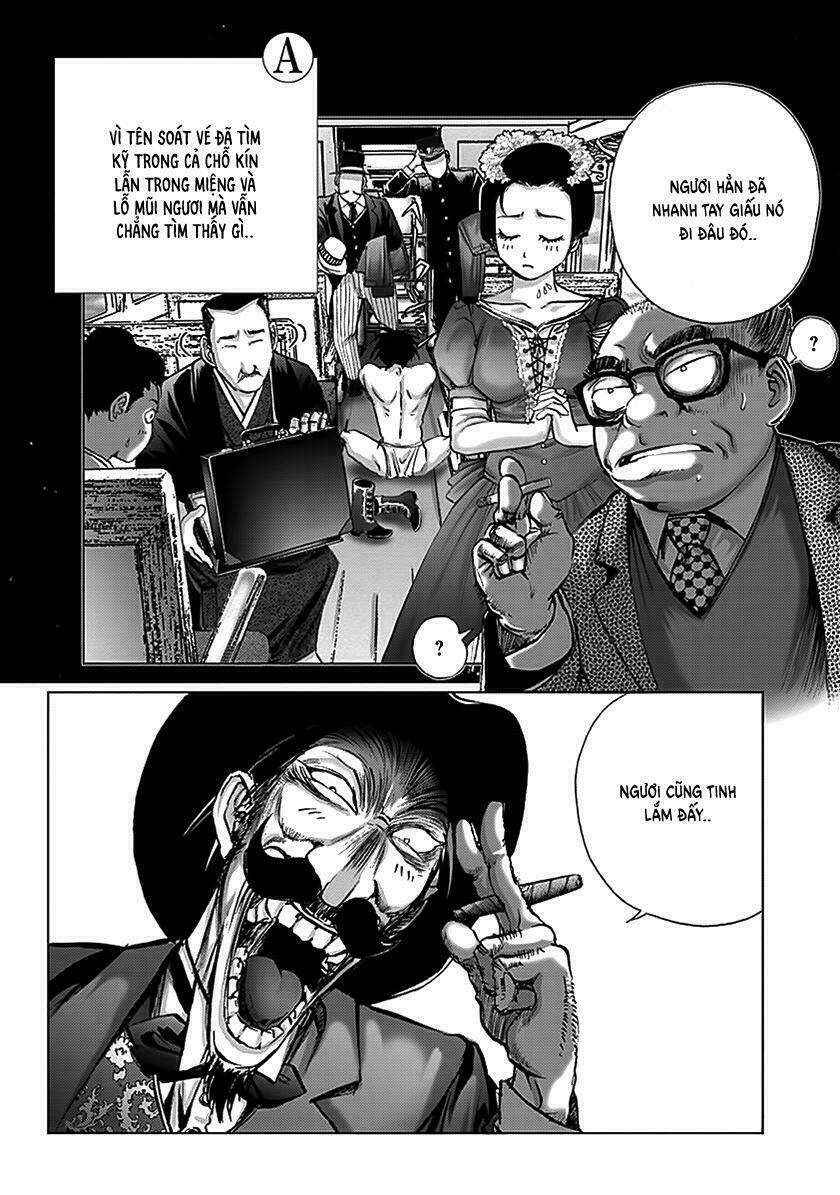 A
VÌ TÊN SOÁT VÉ ĐÃ TÌM
KỸ TRONG CẢ CHỖ KÍN
LẪN TRONG MIỆNG VÀ
LỖ MŨI NGƯƠI MÀ VẪN
CHẲNG TÌM THẤY GÌ..
NGƯƠI HẲN ĐÃ
NHANH TAY GIẤU NÓ
ĐI ĐÂU ĐÓ..
?
?
NGƯƠI CŨNG TINH
LẮM ĐẤY..